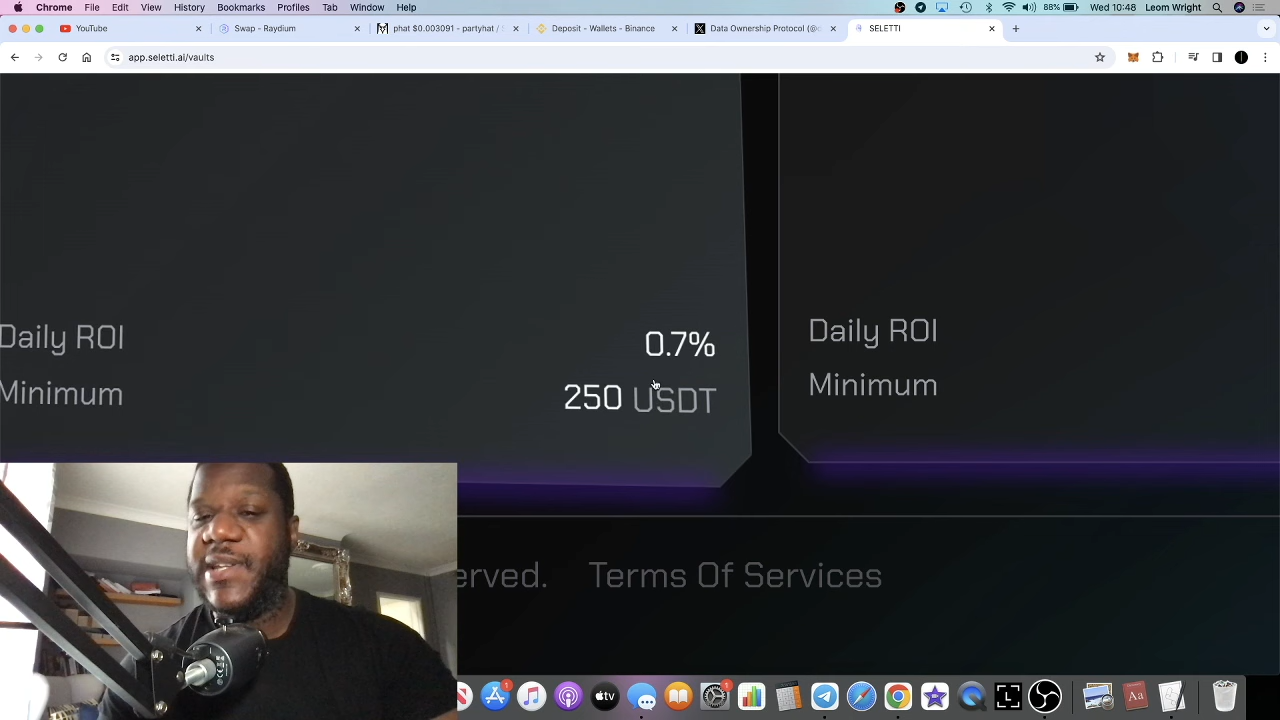 Chrome File Edit View History Bookmarks Profiles Tab Window Help 88% Wed 10:48 Leom Wright
YouTube Swap - Raydium phat $0.003091 - partyhat / Deposit - Wallets - Binance Data Ownership Protocol (@ SELETTI
app.seletti.ai/vaults
Daily ROI 0.7%
Minimum 250 USDT
Daily ROI
Minimum
erved. Terms Of Services
tv
Aa